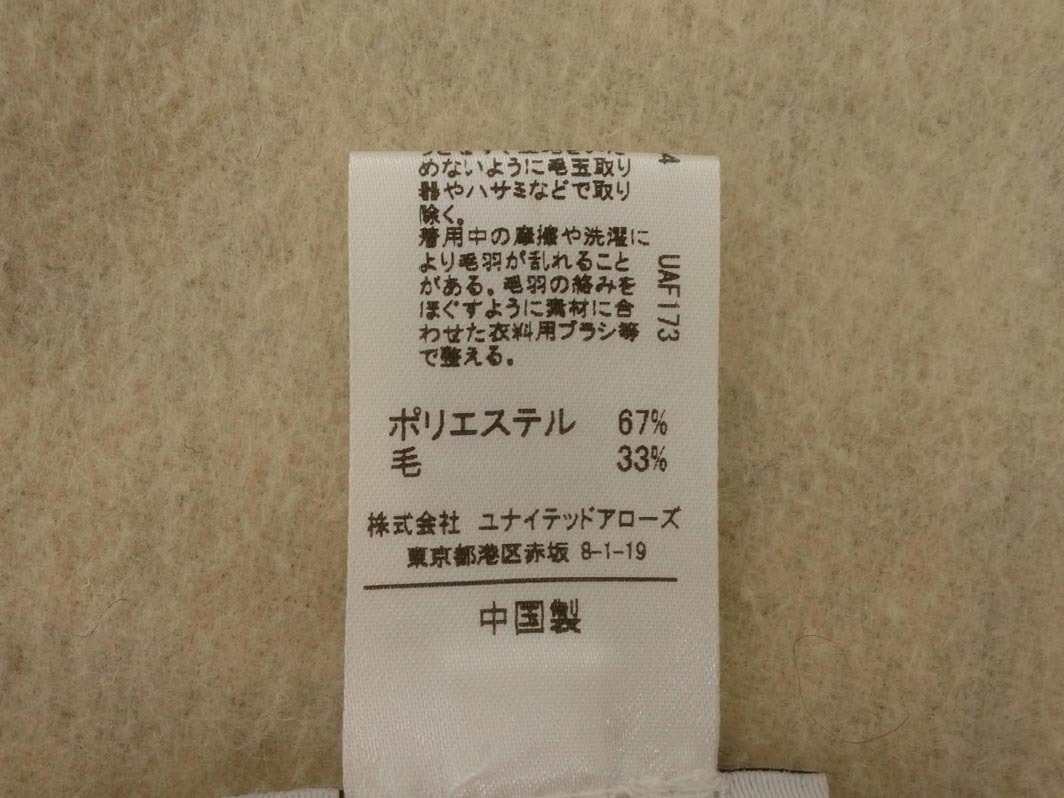 めないように毛玉取り
器やハサミなどで取り
除く。
着用中の摩擦や洗濯に
より毛羽が乱れること
がある。毛羽の絡みを
ほぐすように素材に合
わせた衣料用ブラシ等
で整える。
4
UAF173
ポリエステル 67%
毛 33%
株式会社 ユナイテッドアローズ
東京都港区赤坂 8-1-19
中国製